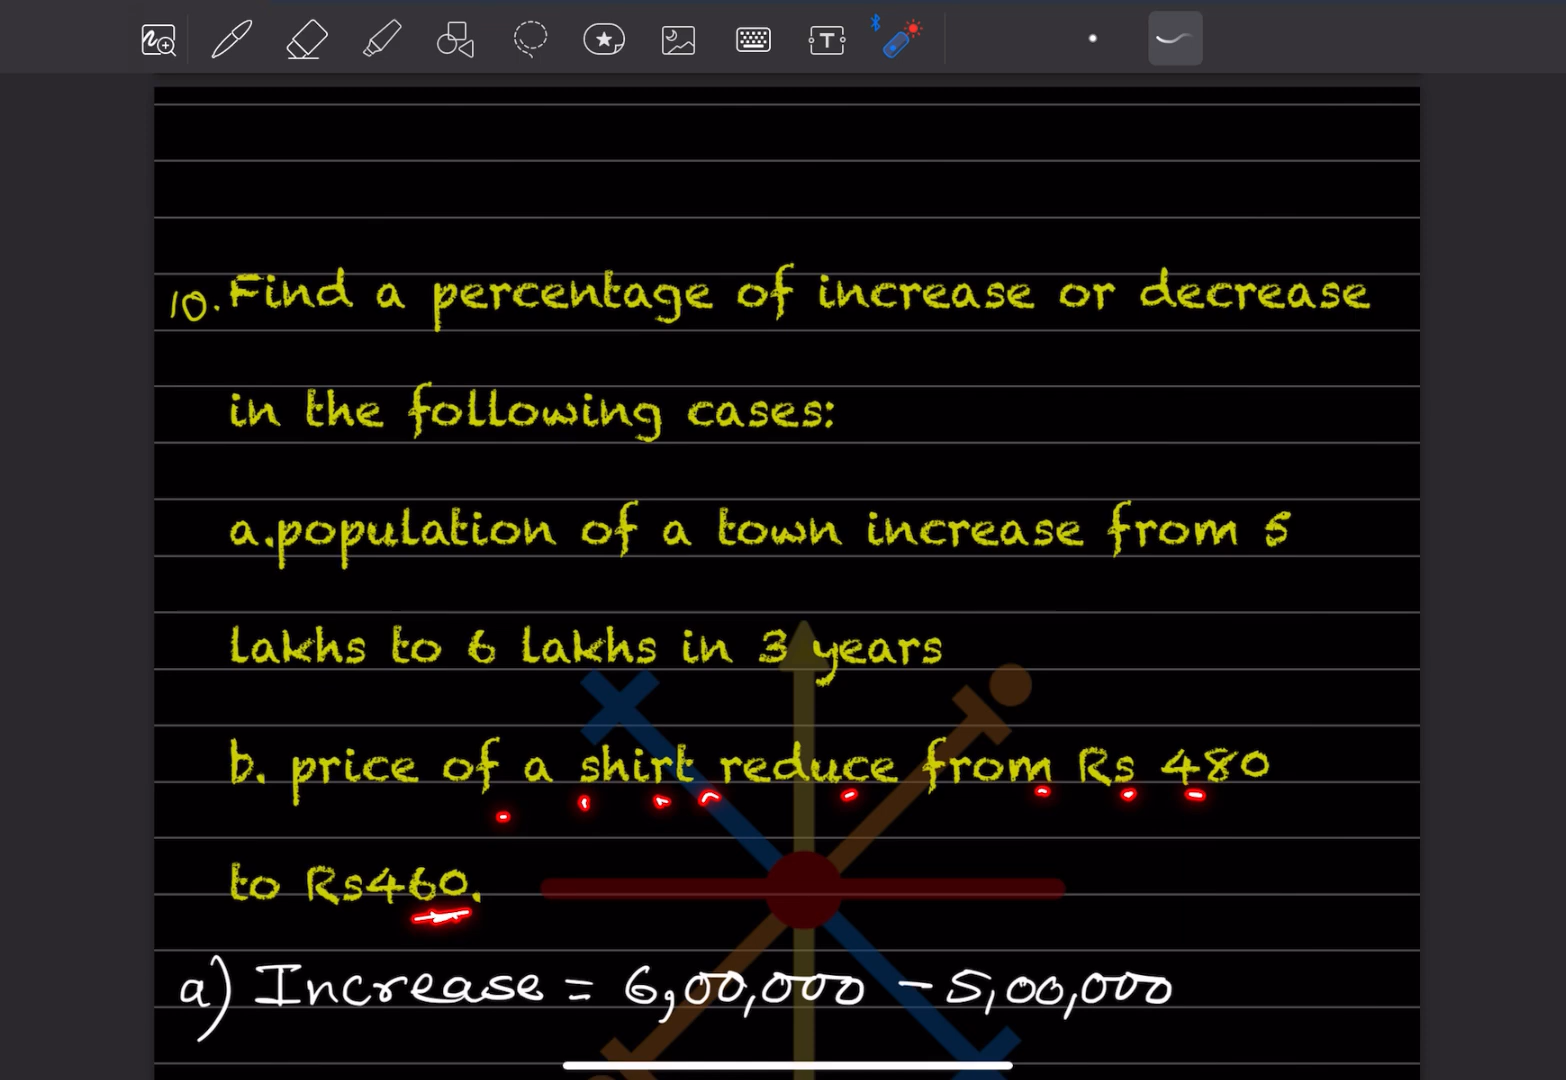 10. Find a percentage of increase or decrease
in the following cases:
a.population of a town increase from 5
lakhs to 6 lakhs in 3 years
b. price of a shirt reduce from Rs 480
to Rs460.
a) Increase = 6,00,000 - 5,00,000